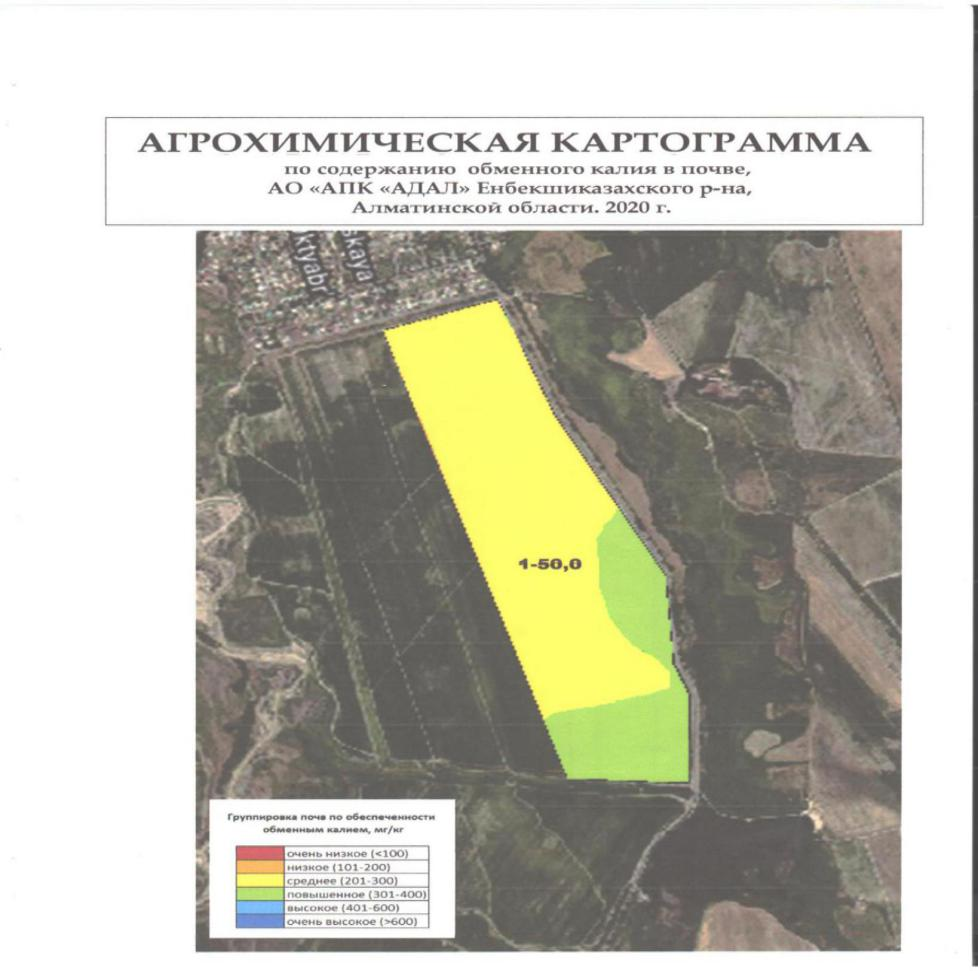 АГРОХИМИЧЕСКАЯ КАРТОГРАММА
по содержанию обменного калия в почве,
АО «АПК «АДАЛ» Енбекшиказахского р-на,
Алматинской области. 2020 г.
ktyabr'
skaya
1-50,0
Группировка почв по обеспеченности
обменным калием, мг/кг
очень низкое (<100)
низкое (101-200)
среднее (201-300)
повышенное (301-400)
высокое (401-600)
очень высокое (>600)